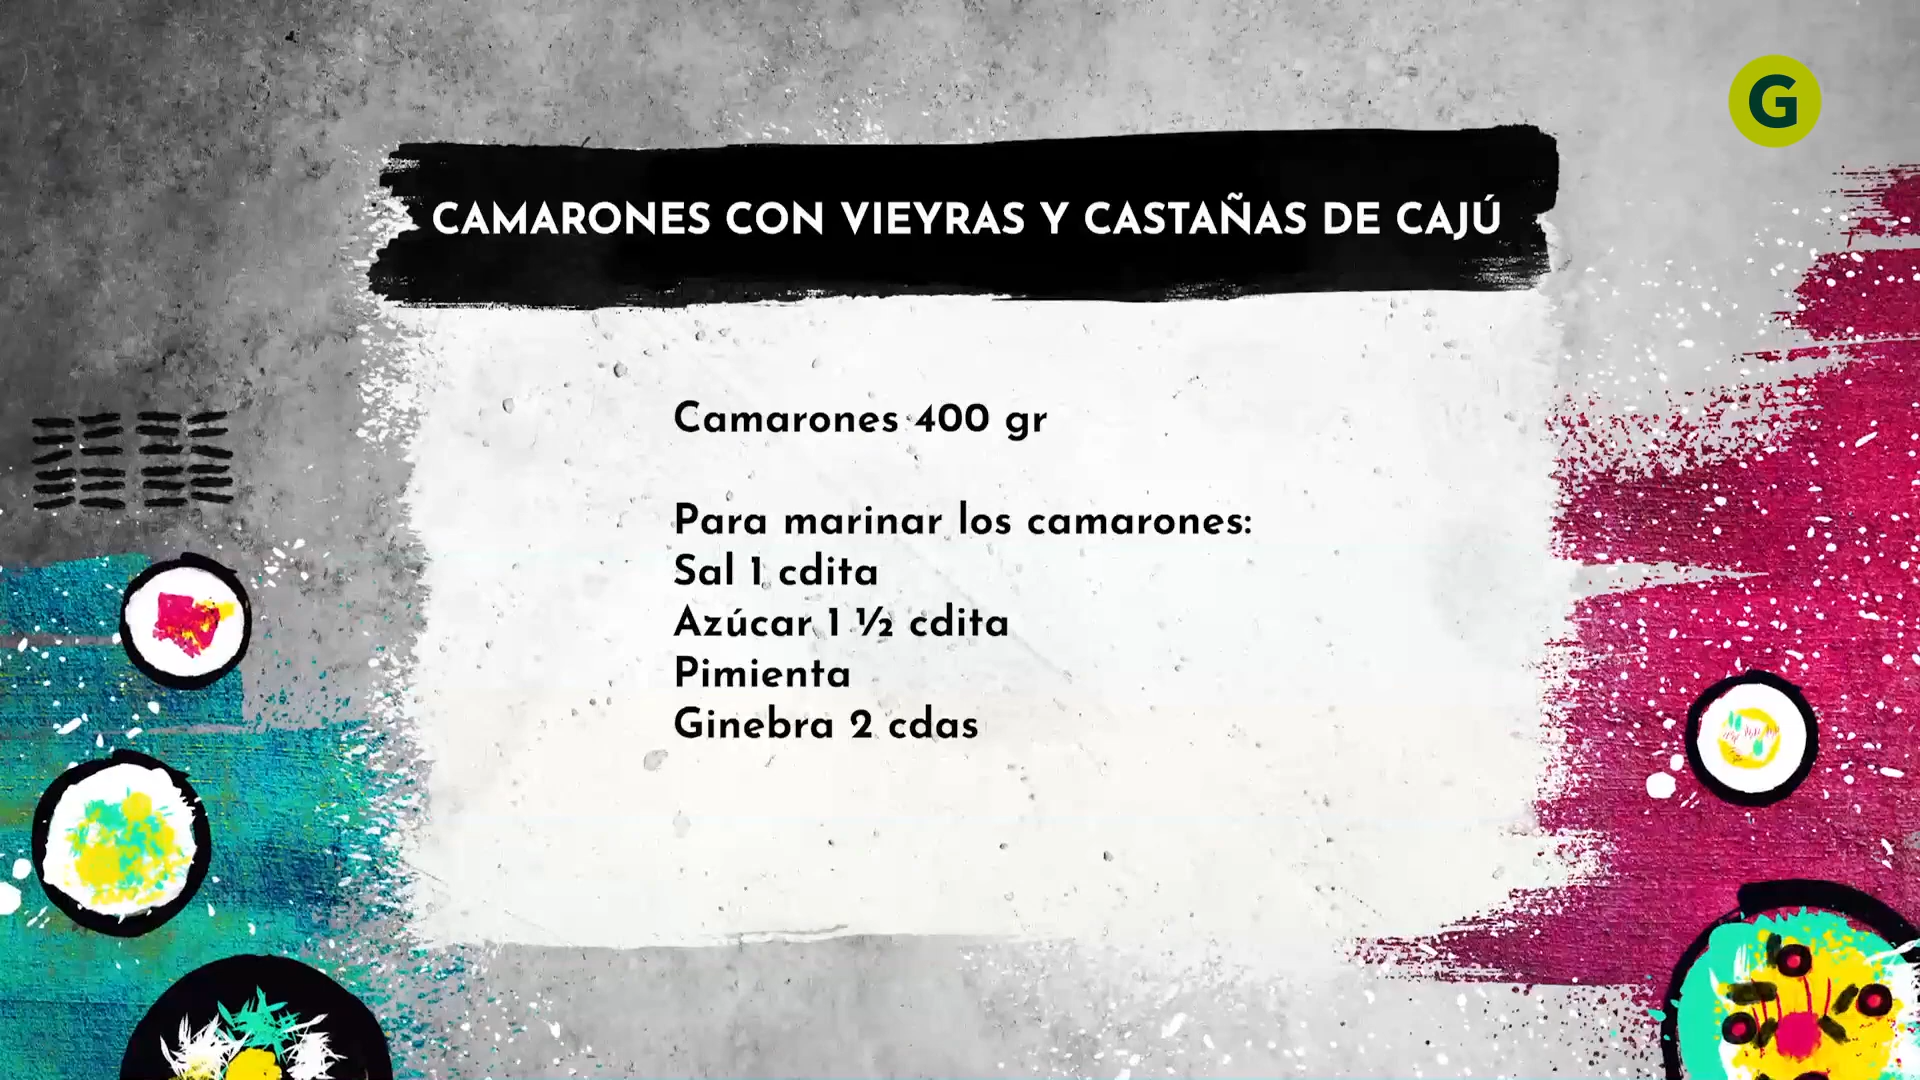 G
CAMARONES CON VIEYRAS Y CASTAÑAS DE CAJÚ
Camarones 400 gr
Para marinar los camarones:
Sal 1 cdita
Azúcar 1 ½ cdita
Pimienta
Ginebra 2 cdas